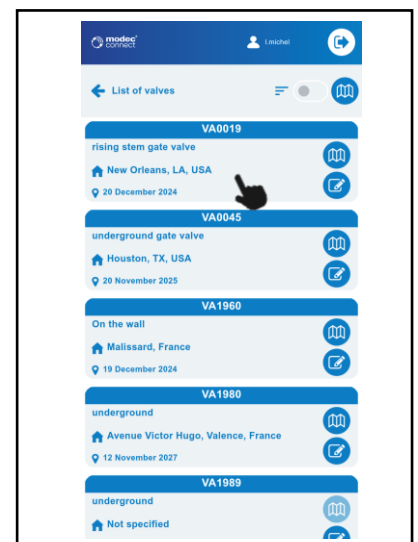 modec
connect
l.michel
List of valves
VA0019
rising stem gate valve
New Orleans, LA, USA
20 December 2024
VA0045
underground gate valve
Houston, TX, USA
20 November 2025
VA1960
On the wall
Malissard, France
19 December 2024
VA1980
underground
Avenue Victor Hugo, Valence, France
12 November 2027
VA1989
underground
Not specified